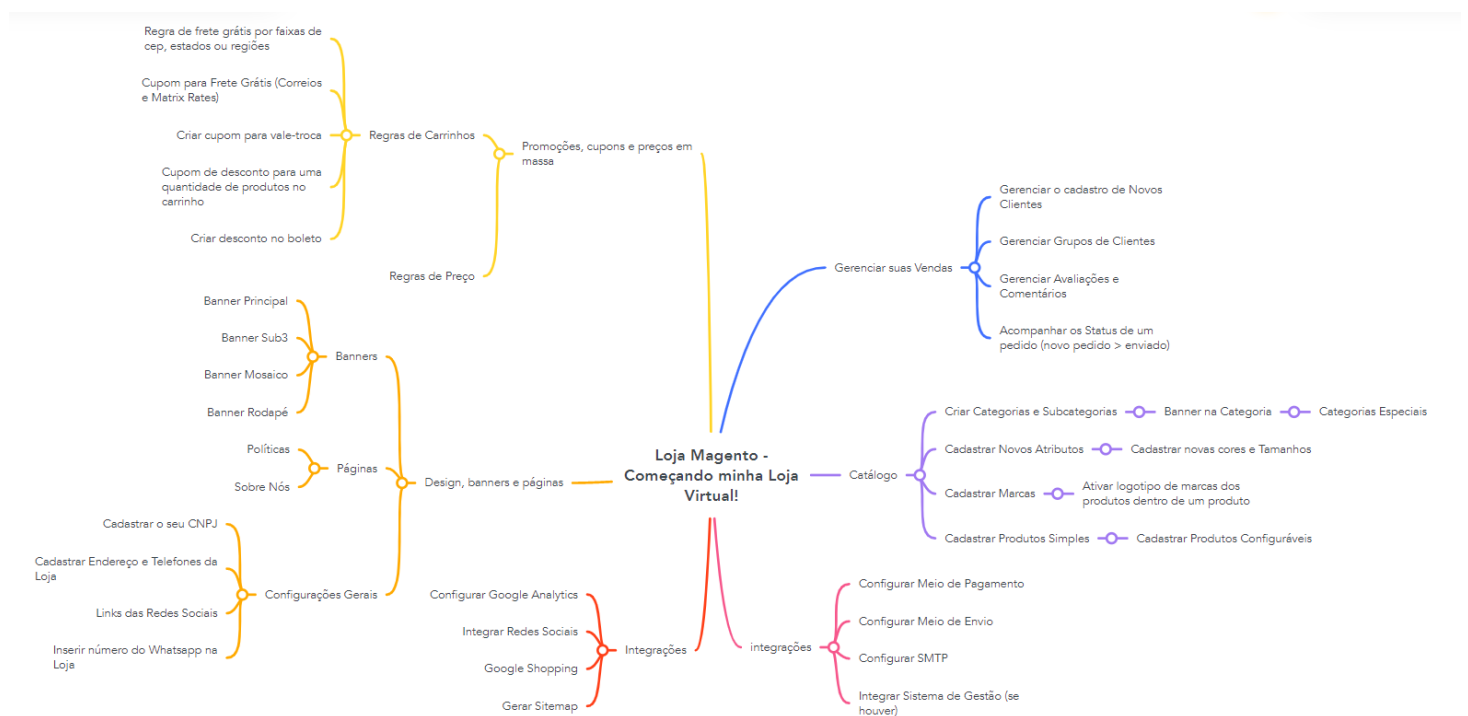 Loja Magento -
Começando minha Loja
Virtual!
Promoções, cupons e preços em
massa
Regras de Carrinhos
Regra de frete grátis por faixas de
cep, estados ou regiões
Cupom para Frete Grátis (Correios
e Matrix Rates)
Criar cupom para vale-troca
Cupom de desconto para uma
quantidade de produtos no
carrinho
Criar desconto no boleto
Regras de Preço
Design, banners e páginas
Banners
Banner Principal
Banner Sub3
Banner Mosaico
Banner Rodapé
Páginas
Políticas
Sobre Nós
Configurações Gerais
Cadastrar o seu CNPJ
Cadastrar Endereço e Telefones da
Loja
Links das Redes Sociais
Inserir número do Whatsapp na
Loja
Integrações
Configurar Google Analytics
Integrar Redes Sociais
Google Shopping
Gerar Sitemap
Gerenciar suas Vendas
Gerenciar o cadastro de Novos
Clientes
Gerenciar Grupos de Clientes
Gerenciar Avaliações e
Comentários
Acompanhar os Status de um
pedido (novo pedido > enviado)
Catálogo
Criar Categorias e Subcategorias
Banner na Categoria
Categorias Especiais
Cadastrar Novos Atributos
Cadastrar novas cores e Tamanhos
Cadastrar Marcas
Ativar logotipo de marcas dos
produtos dentro de um produto
Cadastrar Produtos Simples
Cadastrar Produtos Configuráveis
integrações
Configurar Meio de Pagamento
Configurar Meio de Envio
Configurar SMTP
Integrar Sistema de Gestão (se
houver)